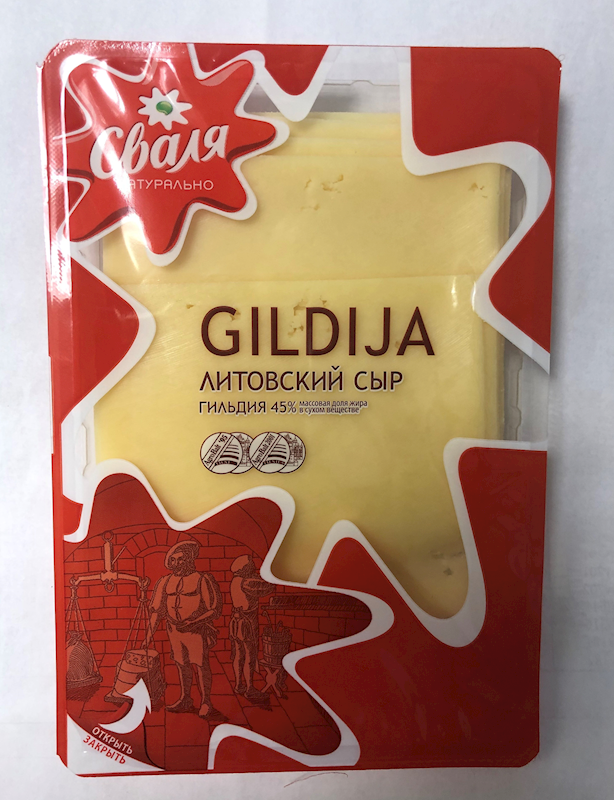 Сваля
НАТУРАЛЬНО
GILDIJA
ЛИТОВСКИЙ СЫР
ГИЛЬДИЯ 45% массовая доля жира
в сухом веществе
ОТКРЫТЬ
ЗАКРЫТЬ